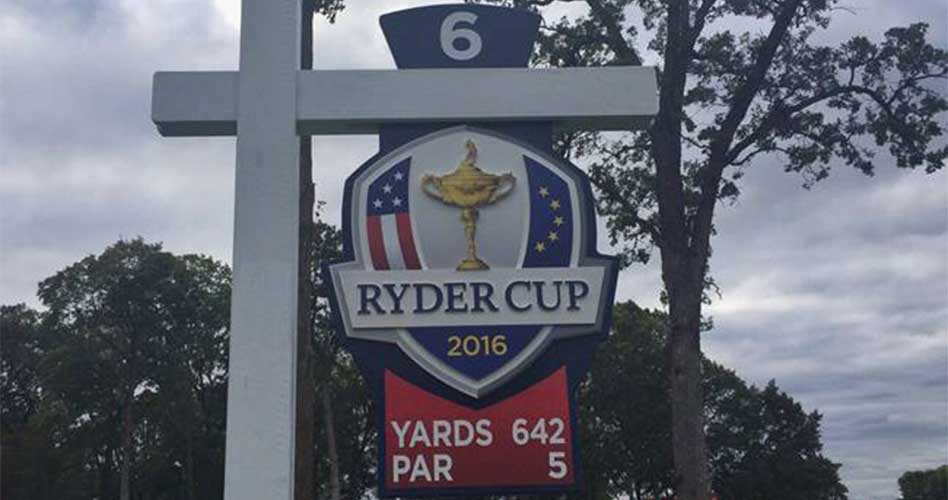 6
RYDER CUP
2016
YARDS 642
PAR 5